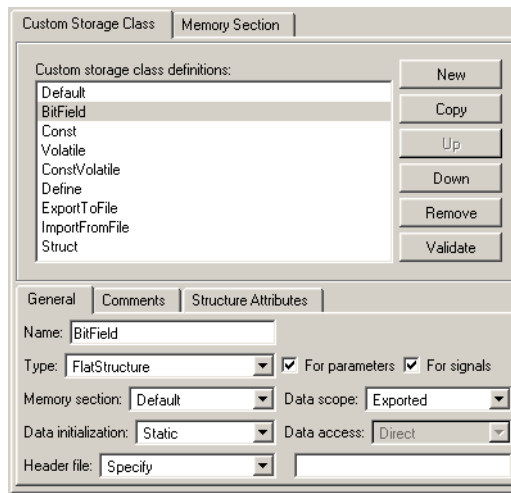 Custom Storage Class Memory Section
Custom storage class definitions:
Default
BitField
Const
Volatile
ConstVolatile
Define
ExportToFile
ImportFromFile
Struct
New
Copy
Up
Down
Remove
Validate
General Comments Structure Attributes
Name: BitField
Type: FlatStructure For parameters For signals
Memory section: Default Data scope: Exported
Data initialization: Static Data access: Direct
Header file: Specify